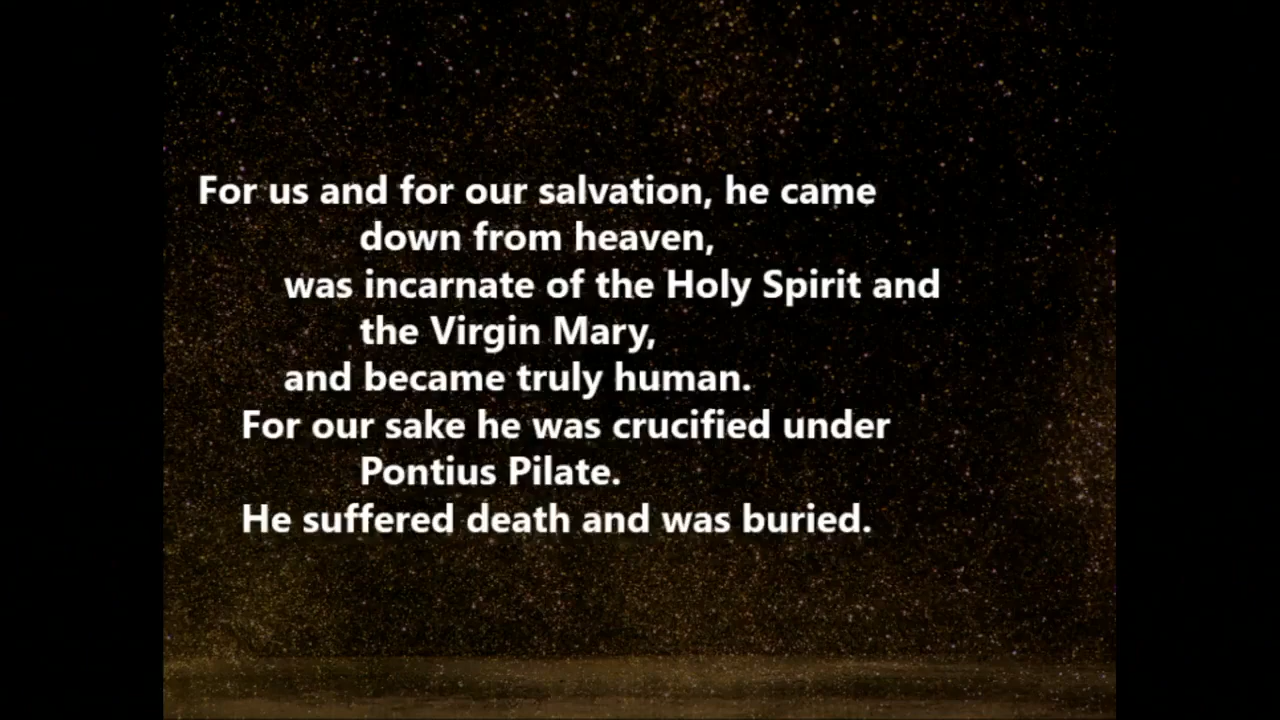 For us and for our salvation, he came
down from heaven,
was incarnate of the Holy Spirit and
the Virgin Mary,
and became truly human.
For our sake he was crucified under
Pontius Pilate.
He suffered death and was buried.